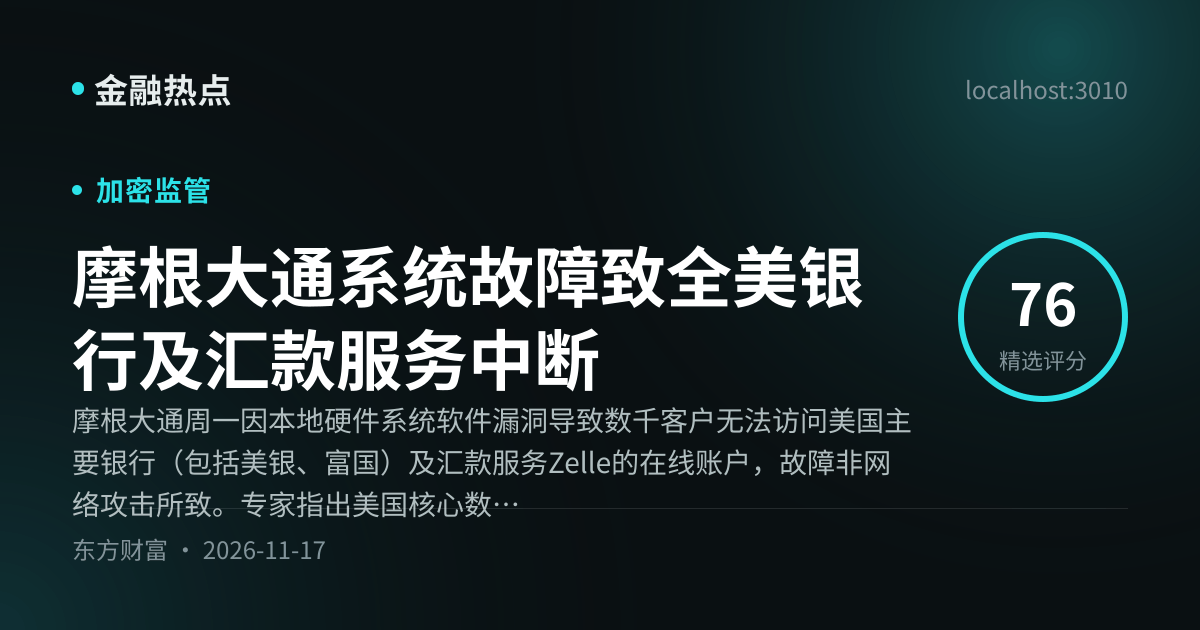 金融热点
localhost:3010
加密监管
摩根大通系统故障致全美银
行及汇款服务中断
76
精选评分
摩根大通周一因本地硬件系统软件漏洞导致数千客户无法访问美国主
要银行（包括美银、富国）及汇款服务Zelle的在线账户，故障非网
络攻击所致。专家指出美国核心数…
东方财富 • 2026-11-17